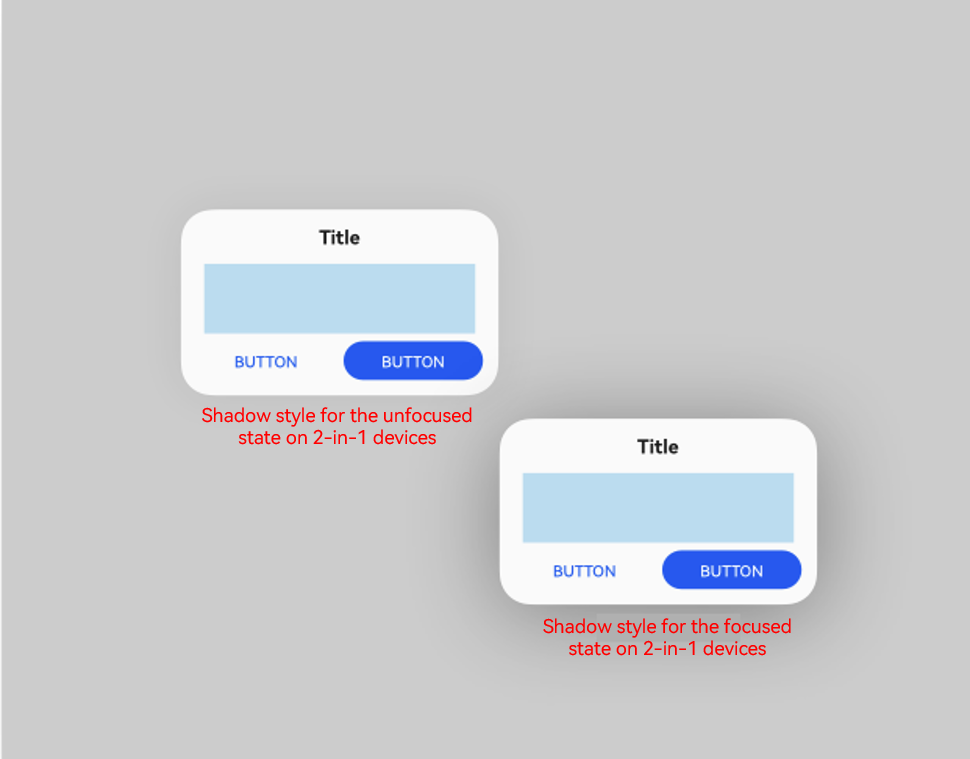 Title
BUTTON BUTTON
Shadow style for the unfocused
state on 2-in-1 devices
Title
BUTTON BUTTON
Shadow style for the focused
state on 2-in-1 devices